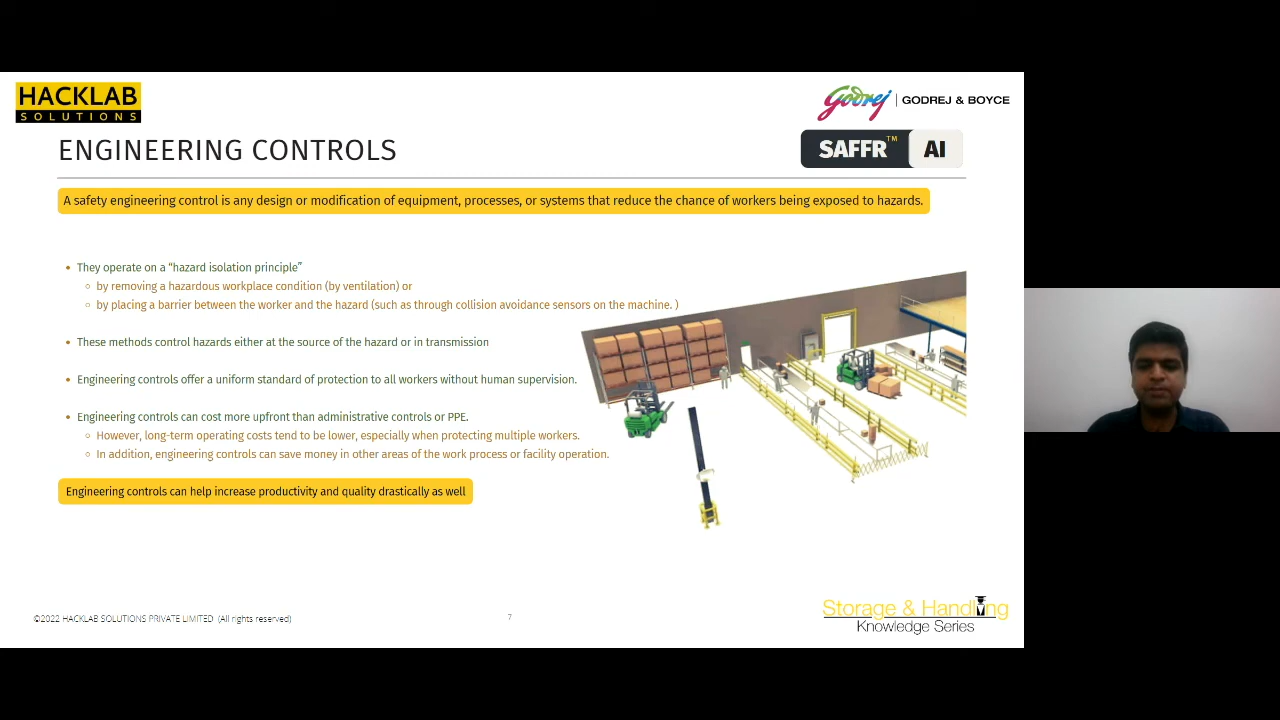 HACKLAB
SOLUTIONS
Godrej | GODREJ & BOYCE
ENGINEERING CONTROLS
SAFFR™ AI
A safety engineering control is any design or modification of equipment, processes, or systems that reduce the chance of workers being exposed to hazards.
• They operate on a “hazard isolation principle”
○ by removing a hazardous workplace condition (by ventilation) or
○ by placing a barrier between the worker and the hazard (such as through collision avoidance sensors on the machine. )
• These methods control hazards either at the source of the hazard or in transmission
• Engineering controls offer a uniform standard of protection to all workers without human supervision.
• Engineering controls can cost more upfront than administrative controls or PPE.
○ However, long-term operating costs tend to be lower, especially when protecting multiple workers.
○ In addition, engineering controls can save money in other areas of the work process or facility operation.
Engineering controls can help increase productivity and quality drastically as well
©2022 HACKLAB SOLUTIONS PRIVATE LIMITED (All rights reserved)
7
Storage & Handling
Knowledge Series